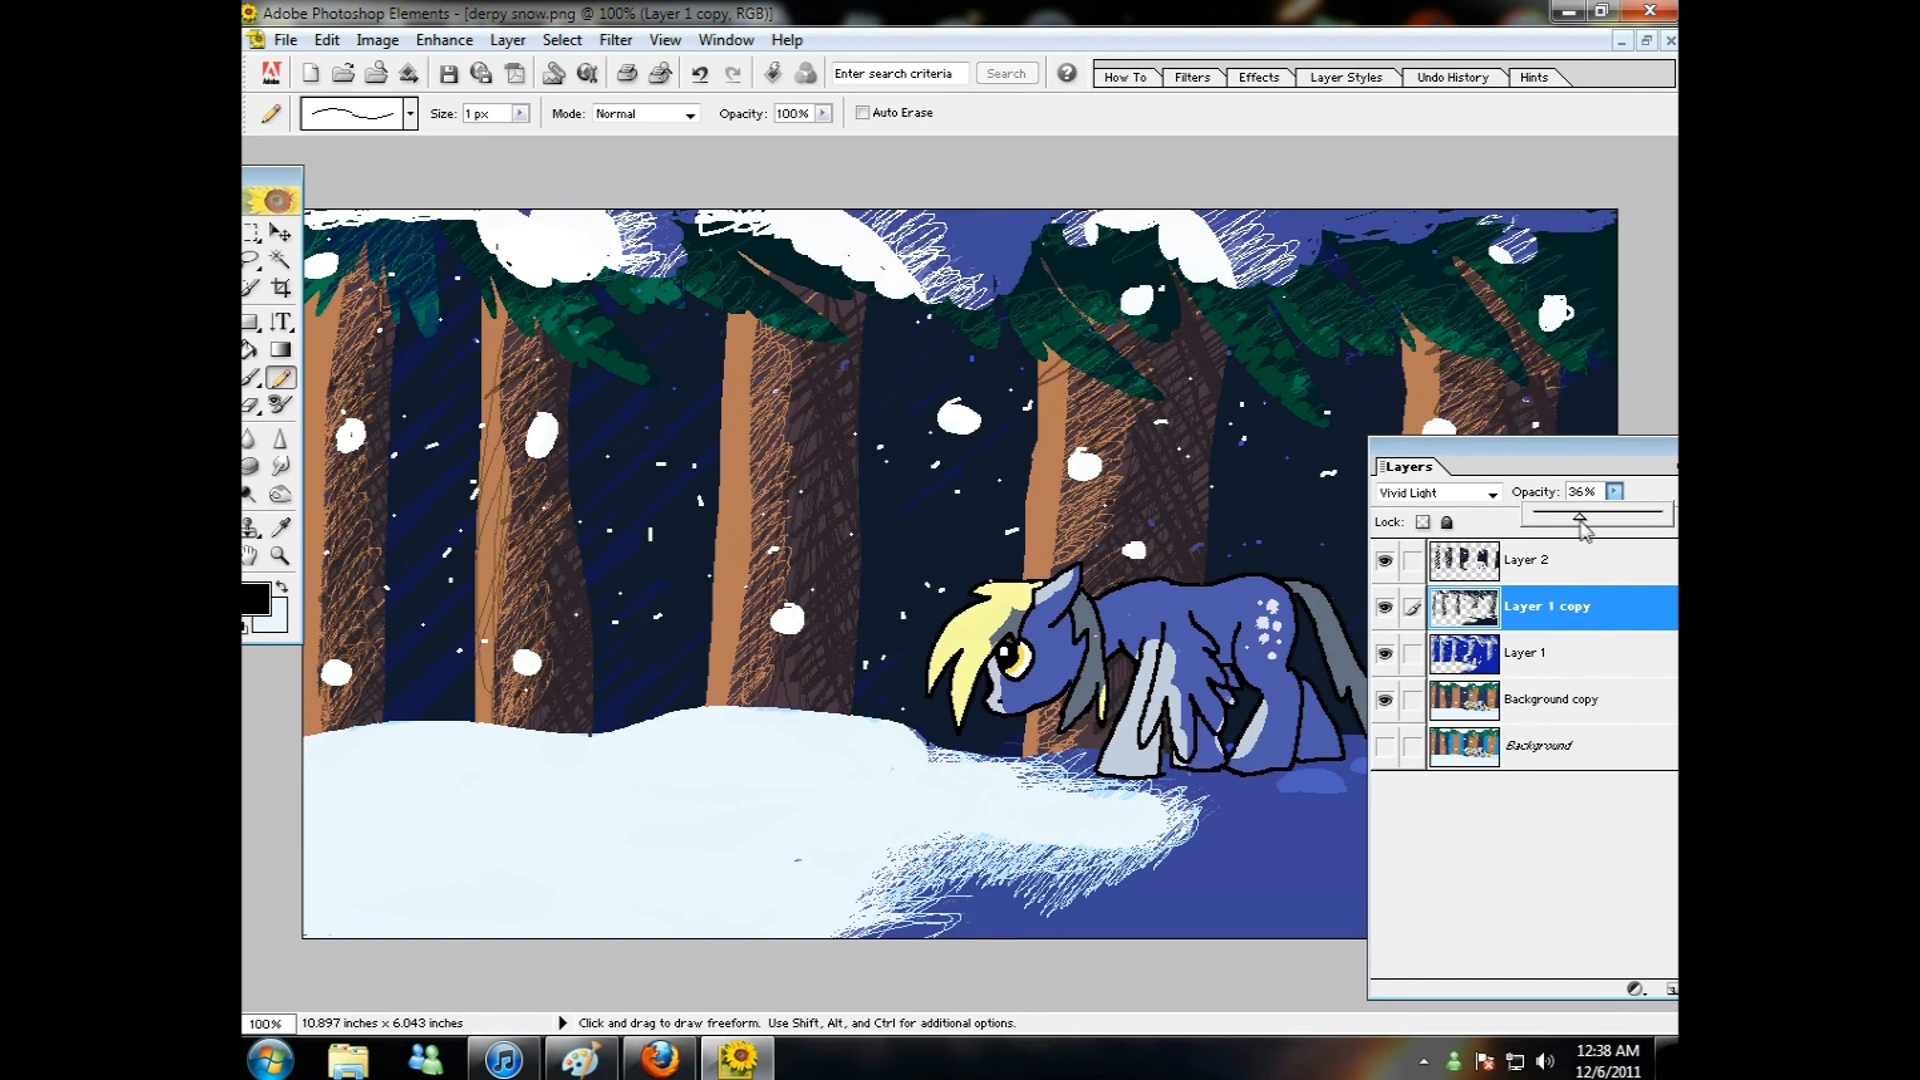 Adobe Photoshop Elements - [derpy snow.png @ 100% (Layer 1 copy, RGB)]
File Edit Image Enhance Layer Select Filter View Window Help
Adobe
Enter search criteria Search How To Filters Effects Layer Styles Undo History Hints
Size: 1 px Mode: Normal Opacity: 100% Auto Erase
Layers
Vivid Light Opacity: 36%
Lock:
Layer 2
Layer 1 copy
Layer 1
Background copy
Background
100% 10.897 inches x 6.043 inches Click and drag to draw freeform. Use Shift, Alt, and Ctrl for additional options.
12:38 AM
12/6/2011